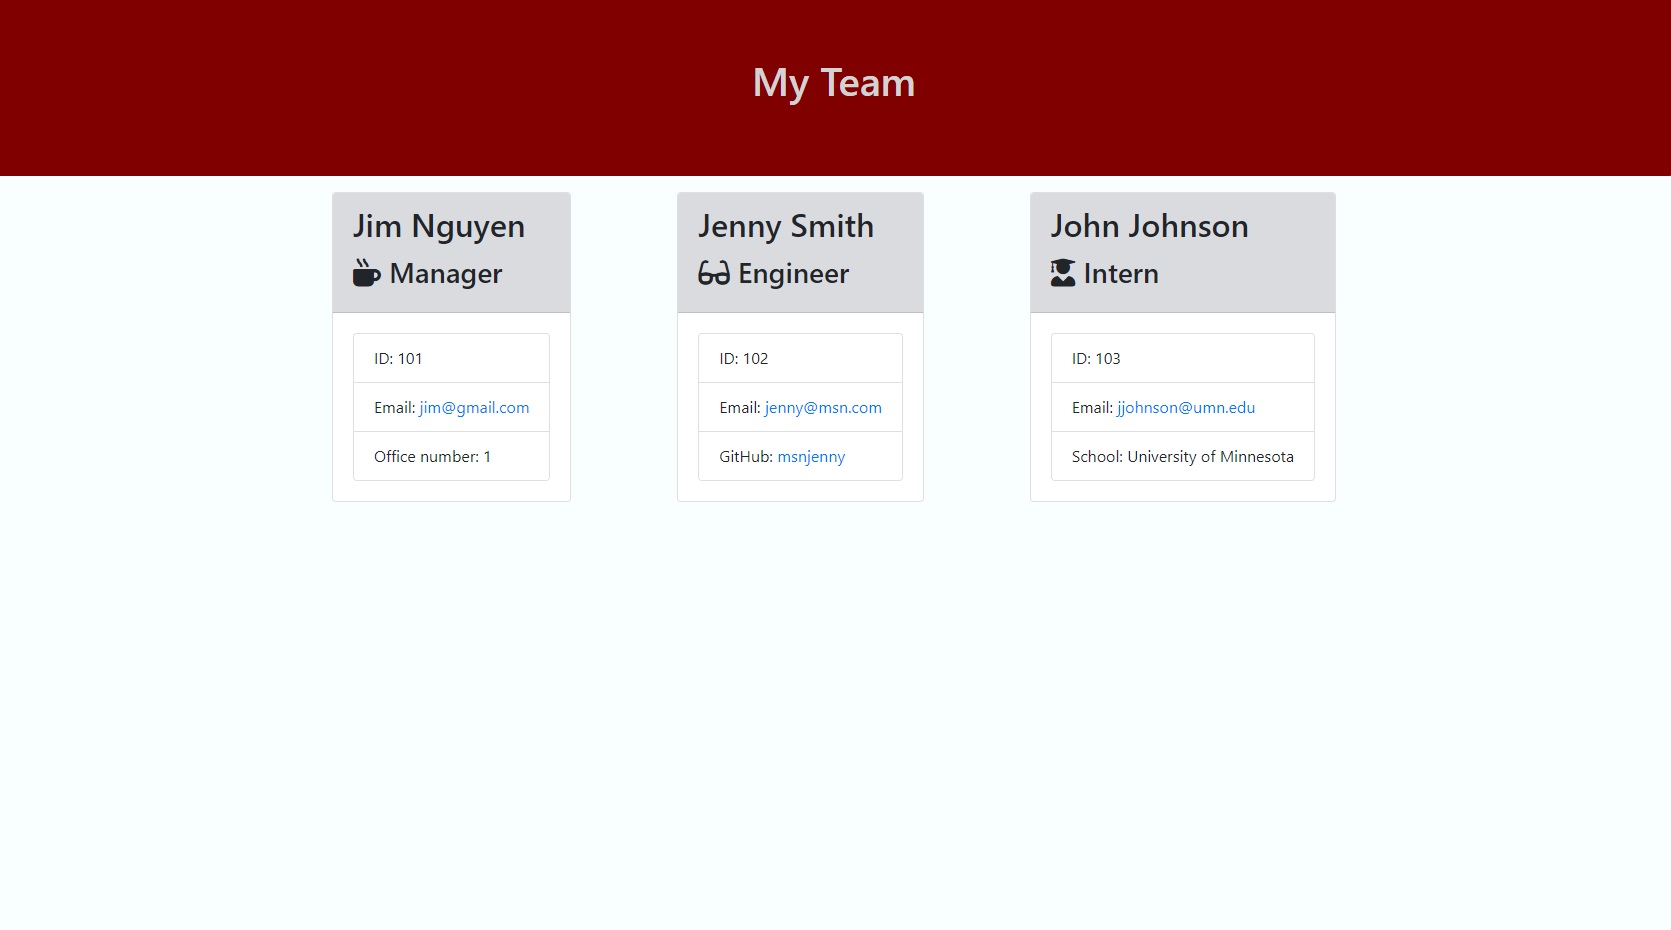 My Team
Jim Nguyen
Manager
ID: 101
Email: jim@gmail.com
Office number: 1
Jenny Smith
Engineer
ID: 102
Email: jenny@msn.com
GitHub: msnjenny
John Johnson
Intern
ID: 103
Email: jjohnson@umn.edu
School: University of Minnesota